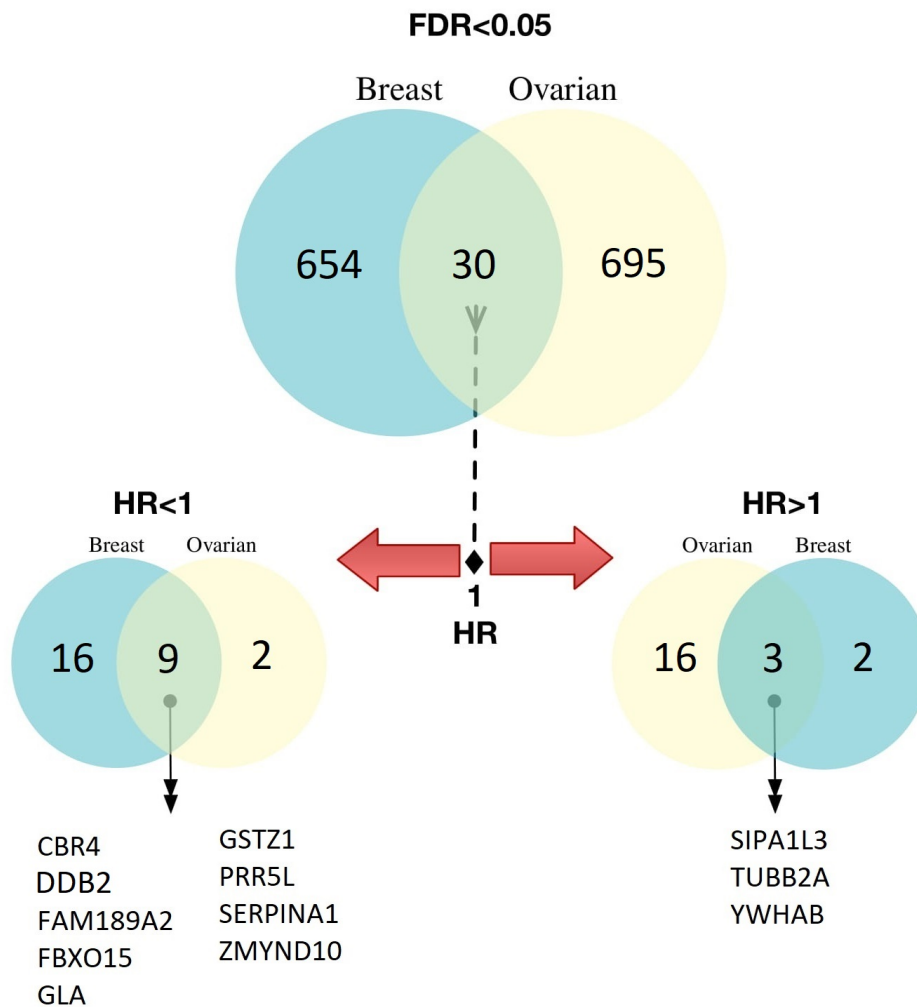 FDR<0.05
Breast Ovarian
654 30 695
HR<1
Breast Ovarian
16 9 2
1
HR
HR>1
Ovarian Breast
16 3 2
CBR4
DDB2
FAM189A2
FBXO15
GLA
GSTZ1
PRR5L
SERPINA1
ZMYND10
SIPA1L3
TUBB2A
YWHAB